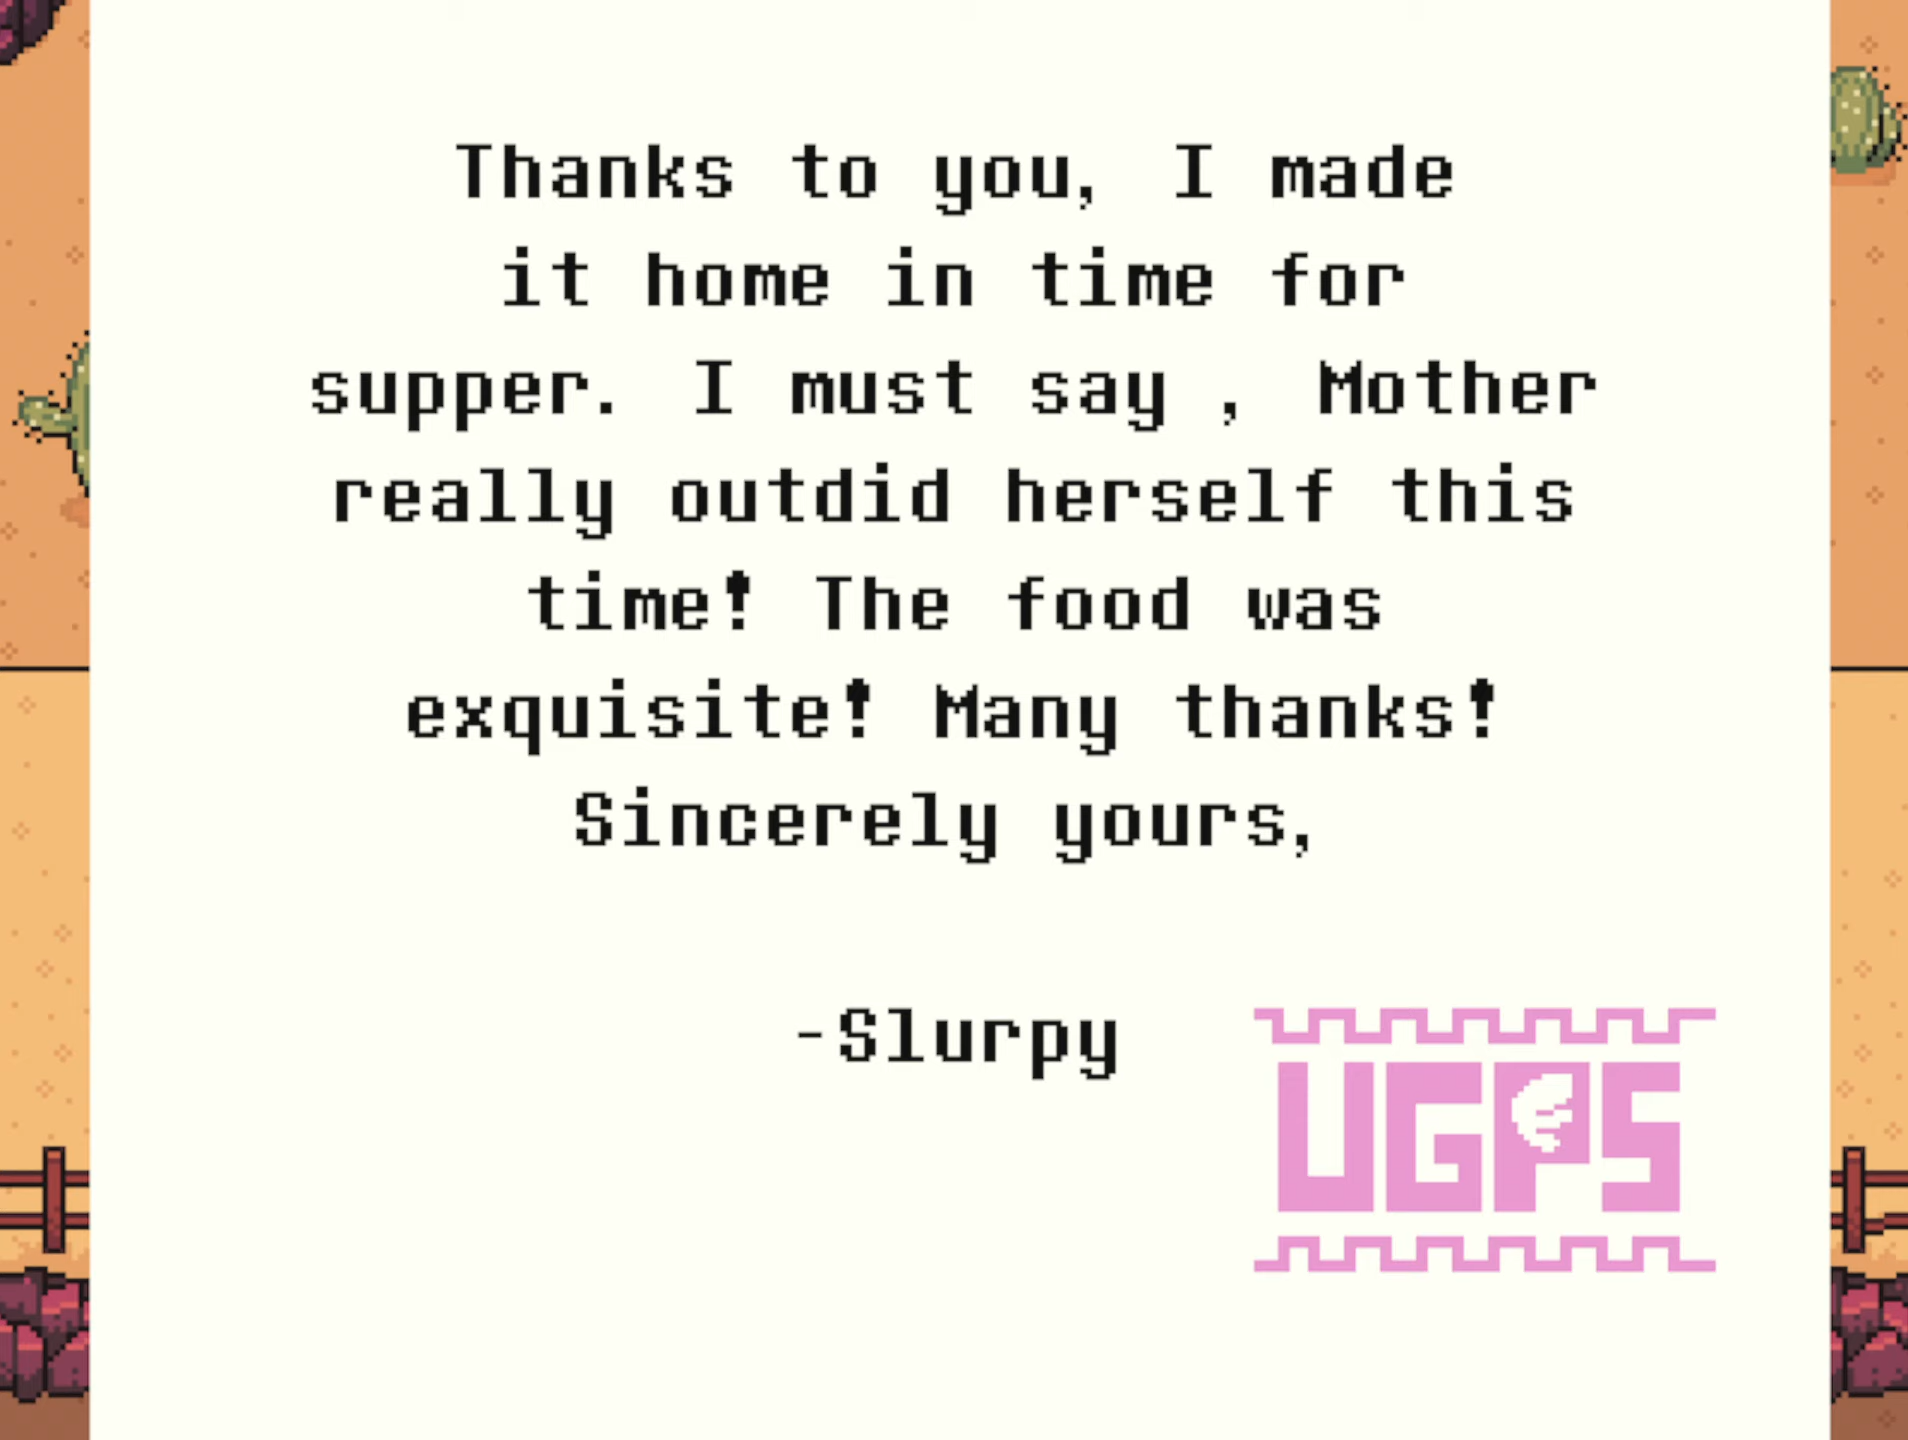 Thanks to you, I made
it home in time for
supper. I must say , Mother
really outdid herself this
time! The food was
exquisite! Many thanks!
Sincerely yours,
-Slurpy
UGPS